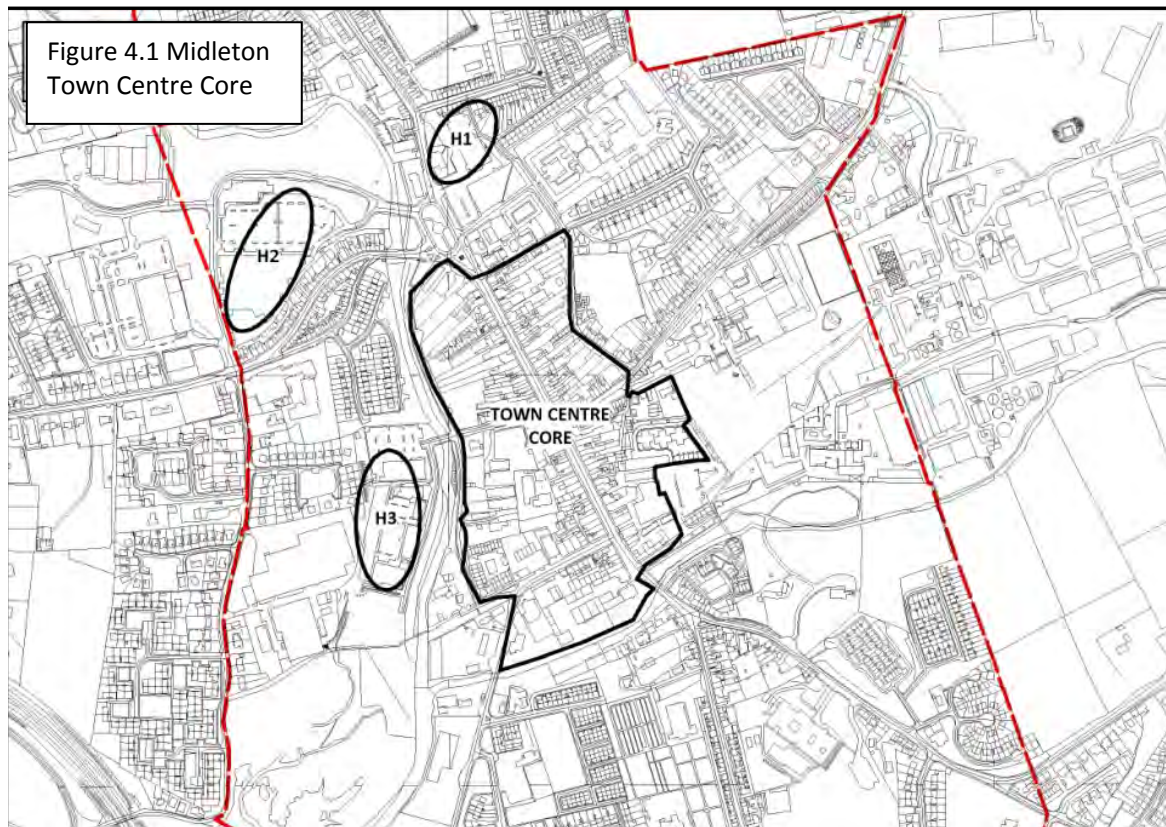 Figure 4.1 Midleton
Town Centre Core
H1
H2
TOWN CENTRE
CORE
H3